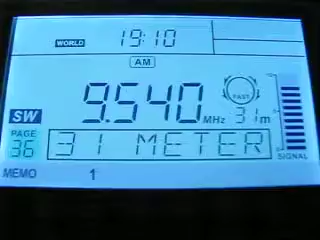 WORLD 19:10
AM
9.540 MHz
FAST
31m
SW
PAGE
36
31 METER
SIGNAL
MEMO 1